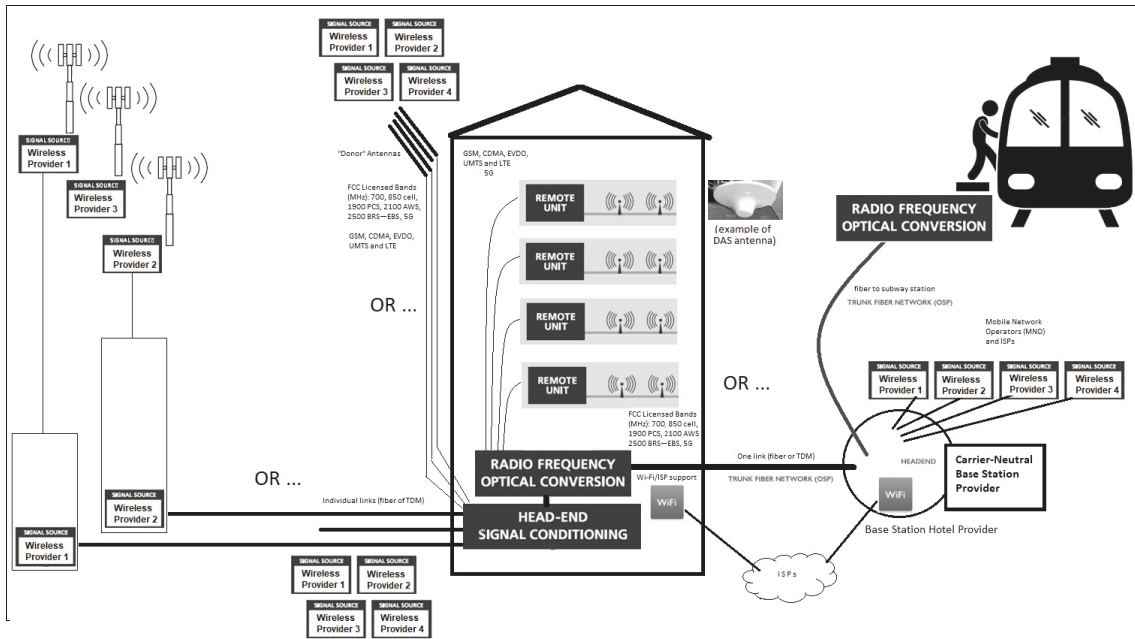 SIGNAL SOURCE
Wireless
Provider 1
SIGNAL SOURCE
Wireless
Provider 2
SIGNAL SOURCE
Wireless
Provider 3
SIGNAL SOURCE
Wireless
Provider 4
SIGNAL SOURCE
Wireless
Provider 1
SIGNAL SOURCE
Wireless
Provider 3
SIGNAL SOURCE
Wireless
Provider 2
"Donor" Antennas
FCC Licensed Bands
(MHz): 700, 850 cell,
1900 PCS, 2100 AWS,
2500 BRS—EBS, 5G
GSM, CDMA, EVDO,
UMTS and LTE
OR ...
GSM, CDMA, EVDO,
UMTS and LTE
5G
REMOTE
UNIT
REMOTE
UNIT
REMOTE
UNIT
REMOTE
UNIT
(example of
DAS antenna)
RADIO FREQUENCY
OPTICAL CONVERSION
fiber to subway station
TRUNK FIBER NETWORK (OSP)
Mobile Network
Operators (MNO)
and ISPs
SIGNAL SOURCE
Wireless
Provider 1
SIGNAL SOURCE
Wireless
Provider 2
SIGNAL SOURCE
Wireless
Provider 3
SIGNAL SOURCE
Wireless
Provider 4
OR ...
FCC Licensed Bands
(MHz): 700, 850 cell,
1900 PCS, 2100 AWS
2500 BRS—EBS, 5G
RADIO FREQUENCY
OPTICAL CONVERSION
One link (fiber or TDM)
TRUNK FIBER NETWORK (OSP)
HEADEND
Carrier-Neutral
Base Station
Provider
WiFi
Base Station Hotel Provider
Wi-Fi/ISP support
WiFi
ISPs
OR ...
Individual links (fiber of TDM)
HEAD-END
SIGNAL CONDITIONING
SIGNAL SOURCE
Wireless
Provider 2
SIGNAL SOURCE
Wireless
Provider 1
SIGNAL SOURCE
Wireless
Provider 1
SIGNAL SOURCE
Wireless
Provider 2
SIGNAL SOURCE
Wireless
Provider 3
SIGNAL SOURCE
Wireless
Provider 4